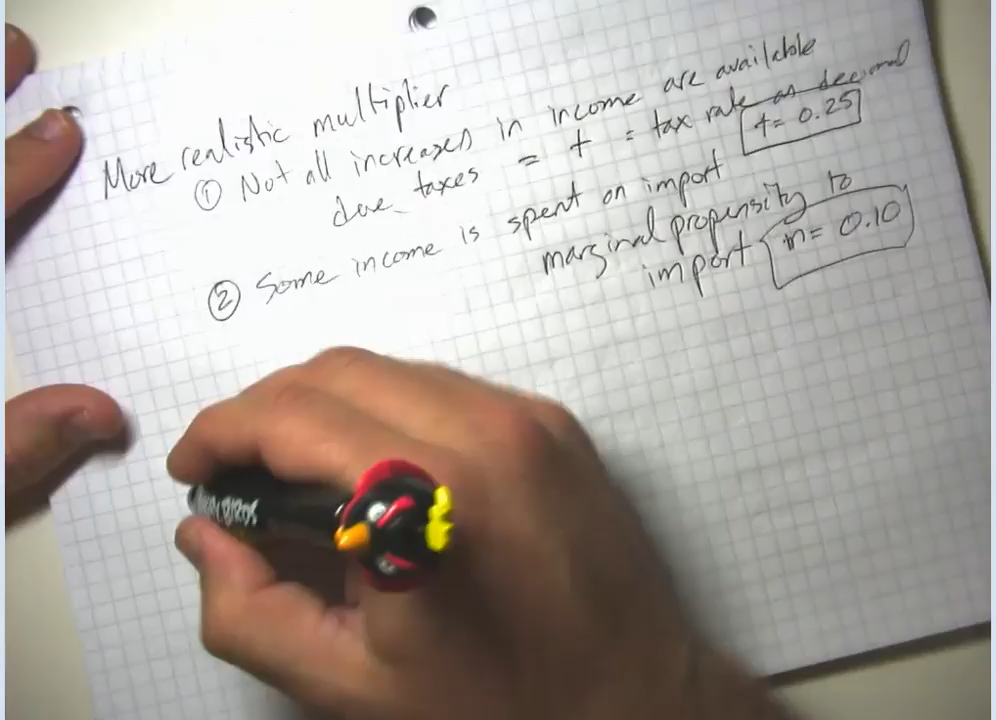 More realistic multiplier
① Not all increases in income are available
due taxes = t = tax rate as decimal
t = 0.25
② Some income is spent on import
marginal propensity to
import m = 0.10
BIRDS